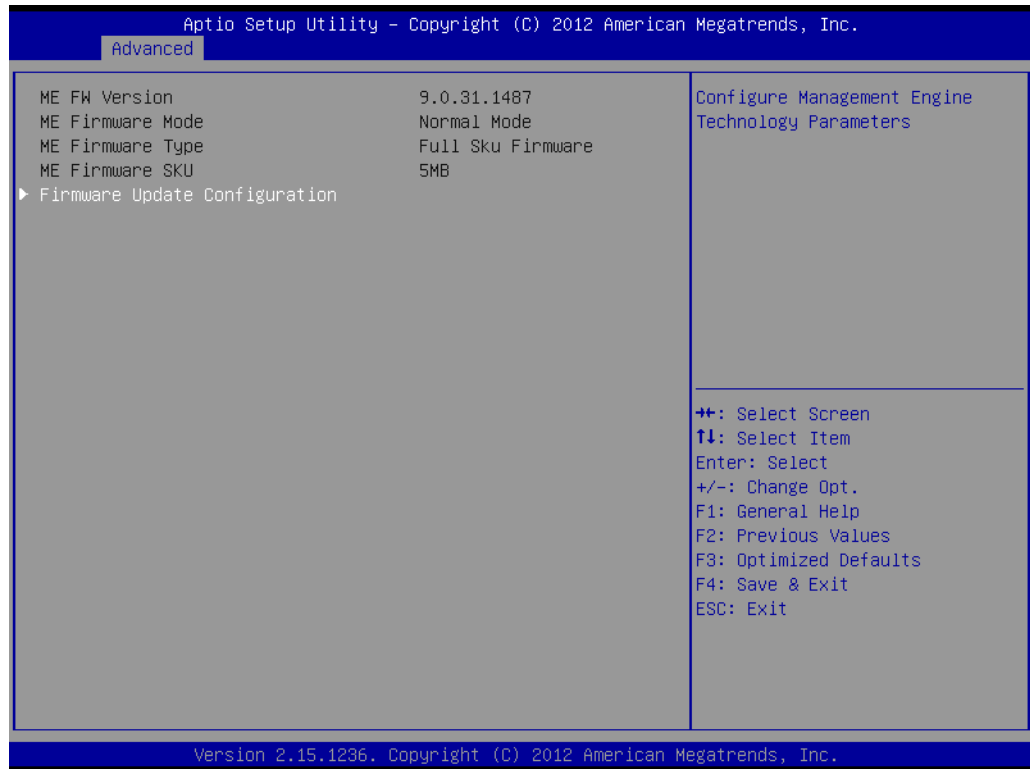 Aptio Setup Utility – Copyright (C) 2012 American Megatrends, Inc.
Advanced
ME FW Version 9.0.31.1487
ME Firmware Mode Normal Mode
ME Firmware Type Full Sku Firmware
ME Firmware SKU 5MB
▶ Firmware Update Configuration
Configure Management Engine
Technology Parameters
→←: Select Screen
↑↓: Select Item
Enter: Select
+/-: Change Opt.
F1: General Help
F2: Previous Values
F3: Optimized Defaults
F4: Save & Exit
ESC: Exit
Version 2.15.1236. Copyright (C) 2012 American Megatrends, Inc.